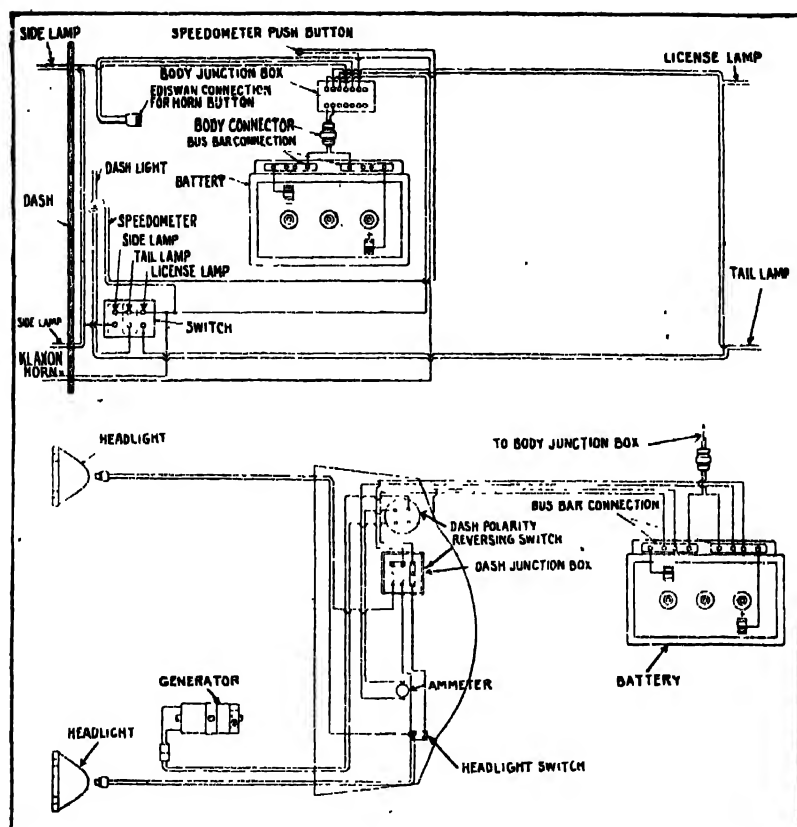 SPEEDOMETER PUSH BUTTON
SIDE LAMP
LICENSE LAMP
BODY JUNCTION BOX
EDISWAN CONNECTION
FOR HORN BUTTON
BODY CONNECTOR
BUS BAR CONNECTION
DASH LIGHT
BATTERY
DASH
SPEEDOMETER
SIDE LAMP
TAIL LAMP
LICENSE LAMP
TAIL LAMP
SIDE LAMP
SWITCH
KLAXON
HORN
HEADLIGHT
TO BODY JUNCTION BOX
BUS BAR CONNECTION
DASH POLARITY
REVERSING SWITCH
DASH JUNCTION BOX
GENERATOR
AMMETER
BATTERY
HEADLIGHT
HEADLIGHT SWITCH